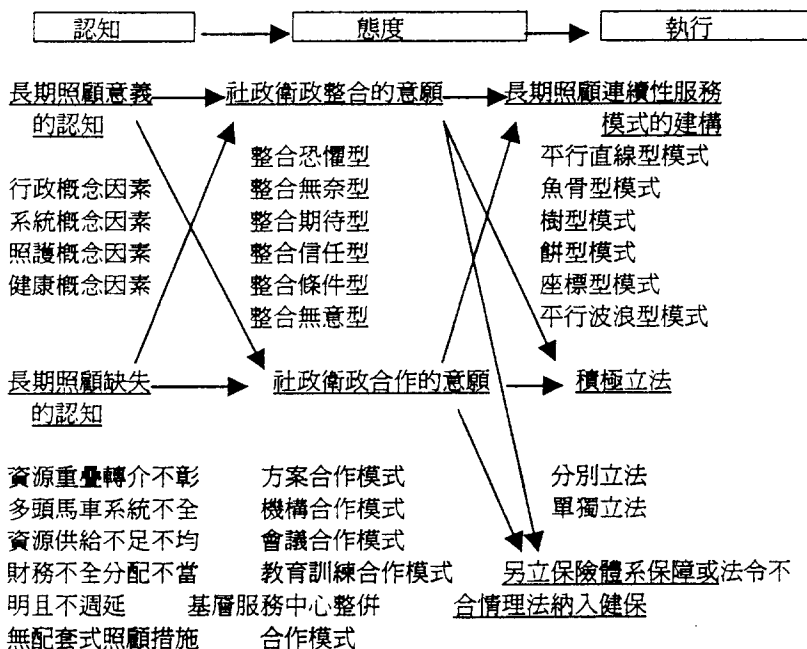 認知 態度 執行
長期照顧意義 社政衛政整合的意願 長期照顧連續性服務
的認知 模式的建構
整合恐懼型 平行直線型模式
行政概念因素 整合無奈型 魚骨型模式
系統概念因素 整合期待型 樹型模式
照護概念因素 整合信任型 餅型模式
健康概念因素 整合條件型 座標型模式
整合無意型 平行波浪型模式
長期照顧缺失 社政衛政合作的意願 積極立法
的認知
資源重疊轉介不彰 方案合作模式 分別立法
多頭馬車系統不全 機構合作模式 單獨立法
資源供給不足不均 會議合作模式
財務不全分配不當 教育訓練合作模式 另立保險體系保障或法令不
明且不週延 基層服務中心整併 合情理法納入健保
無配套式照顧措施 合作模式